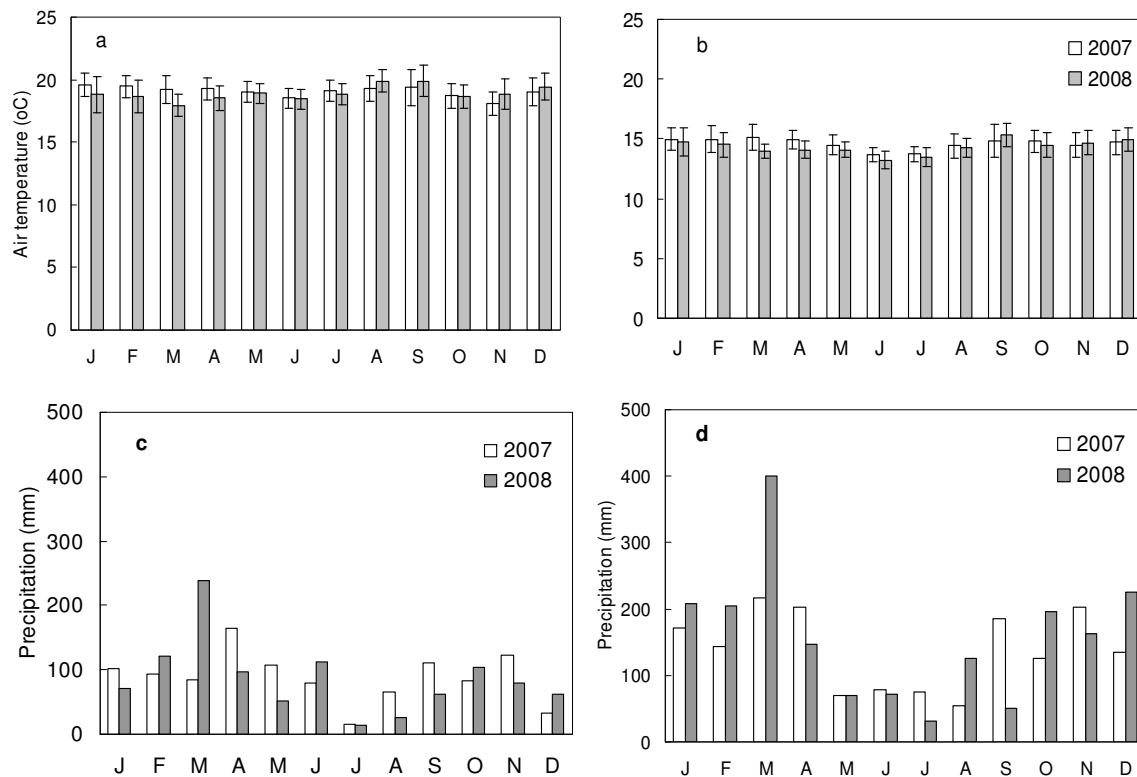 a
Air temperature (oC)
25
20
15
10
5
0
J F M A M J J A S O N D
b
2007
2008
25
20
15
10
5
0
J F M A M J J A S O N D
c
2007
2008
Precipitation (mm)
500
400
300
200
100
0
J F M A M J J A S O N D
d
2007
2008
Precipitation (mm)
500
400
300
200
100
0
J F M A M J J A S O N D